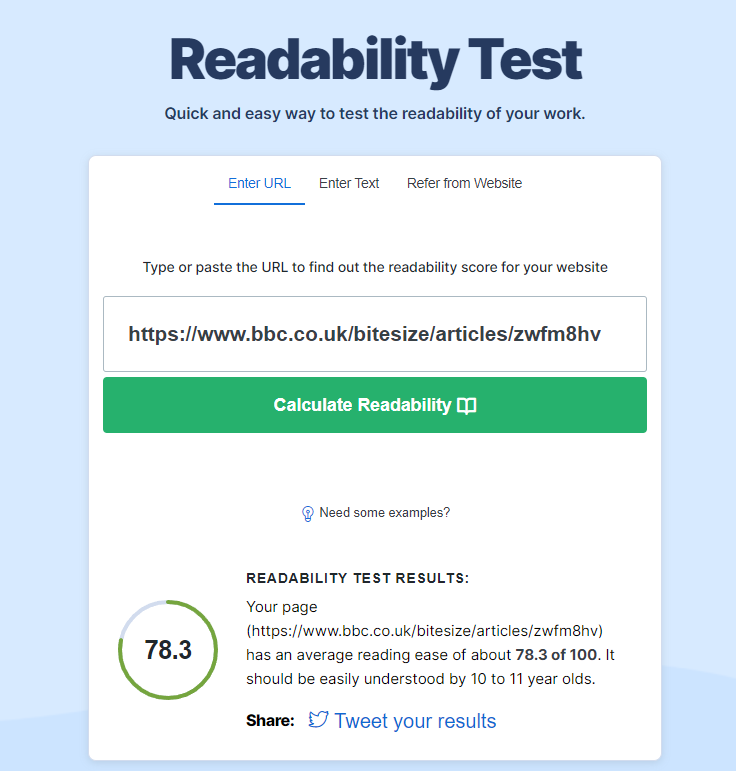 Readability Test
Quick and easy way to test the readability of your work.
Enter URL Enter Text Refer from Website
Type or paste the URL to find out the readability score for your website
https://www.bbc.co.uk/bitesize/articles/zwfm8hv
Calculate Readability
Need some examples?
READABILITY TEST RESULTS:
Your page
(https://www.bbc.co.uk/bitesize/articles/zwfm8hv)
has an average reading ease of about 78.3 of 100. It
should be easily understood by 10 to 11 year olds.
78.3
Share: Tweet your results